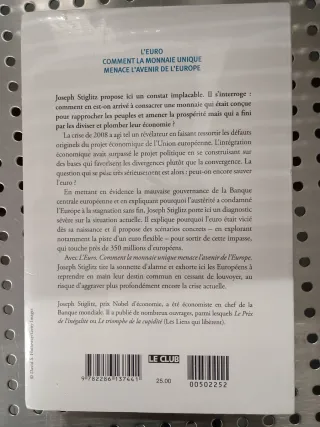 L'EURO
COMMENT LA MONNAIE UNIQUE
MENACE L'AVENIR DE L'EUROPE
Joseph Stiglitz propose ici un constat implacable. Il s'interroge :
comment en est-on arrivé à consacrer une monnaie qui était conçue
pour rapprocher les peuples et amener la prospérité mais qui a fini
par les diviser et plomber leur économie ?
La crise de 2008 a agi tel un révélateur en faisant ressortir les défauts
originels du projet économique de l'Union européenne. L'intégration
économique avait surpassé le projet politique en se construisant sur
des bases qui favorisent les divergences plutôt que la convergence. La
question qui se pose très sérieusement est alors : peut-on encore sauver
l'euro ?
En mettant en évidence la mauvaise gouvernance de la Banque
centrale européenne et en expliquant pourquoi l'austérité a condamné
l'Europe à la stagnation sans fin, Joseph Stiglitz porte ici un diagnostic
sévère sur la situation actuelle. Il explique pourquoi l'euro était vicié
dès sa naissance et il propose des scénarios concrets – en explorant
notamment la piste d'un euro flexible – pour sortir de cette impasse,
qui touche près de 350 millions d'européens.
Avec L'Euro. Comment la monnaie unique menace l'avenir de l'Europe,
Joseph Stiglitz tire la sonnette d'alarme et exhorte ici les Européens à
reprendre en main leur destin commun en cessant de louvoyer, au
risque d'aggraver plus profondément encore la crise actuelle.
Joseph Stiglitz, prix Nobel d'économie, a été économiste en chef de la
Banque mondiale. Il a publié de nombreux ouvrages, parmi lesquels Le Prix
de l'inégalité ou Le triomphe de la cupidité (Les Liens qui libèrent).
LE CLUB
9 782286 137441
25.00
00502252